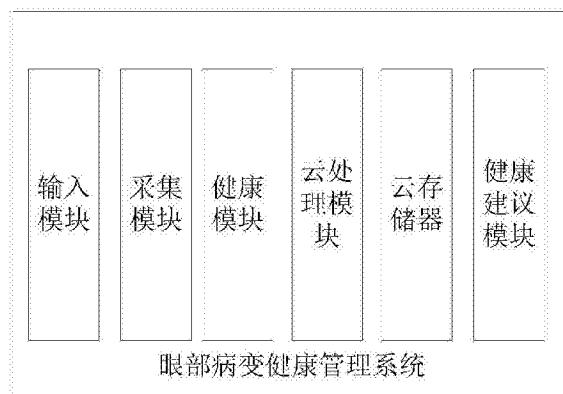 输入
模块
采集
模块
健康
模块
云处
理模
块
云存
储器
健康
建议
模块
眼部病变健康管理系统